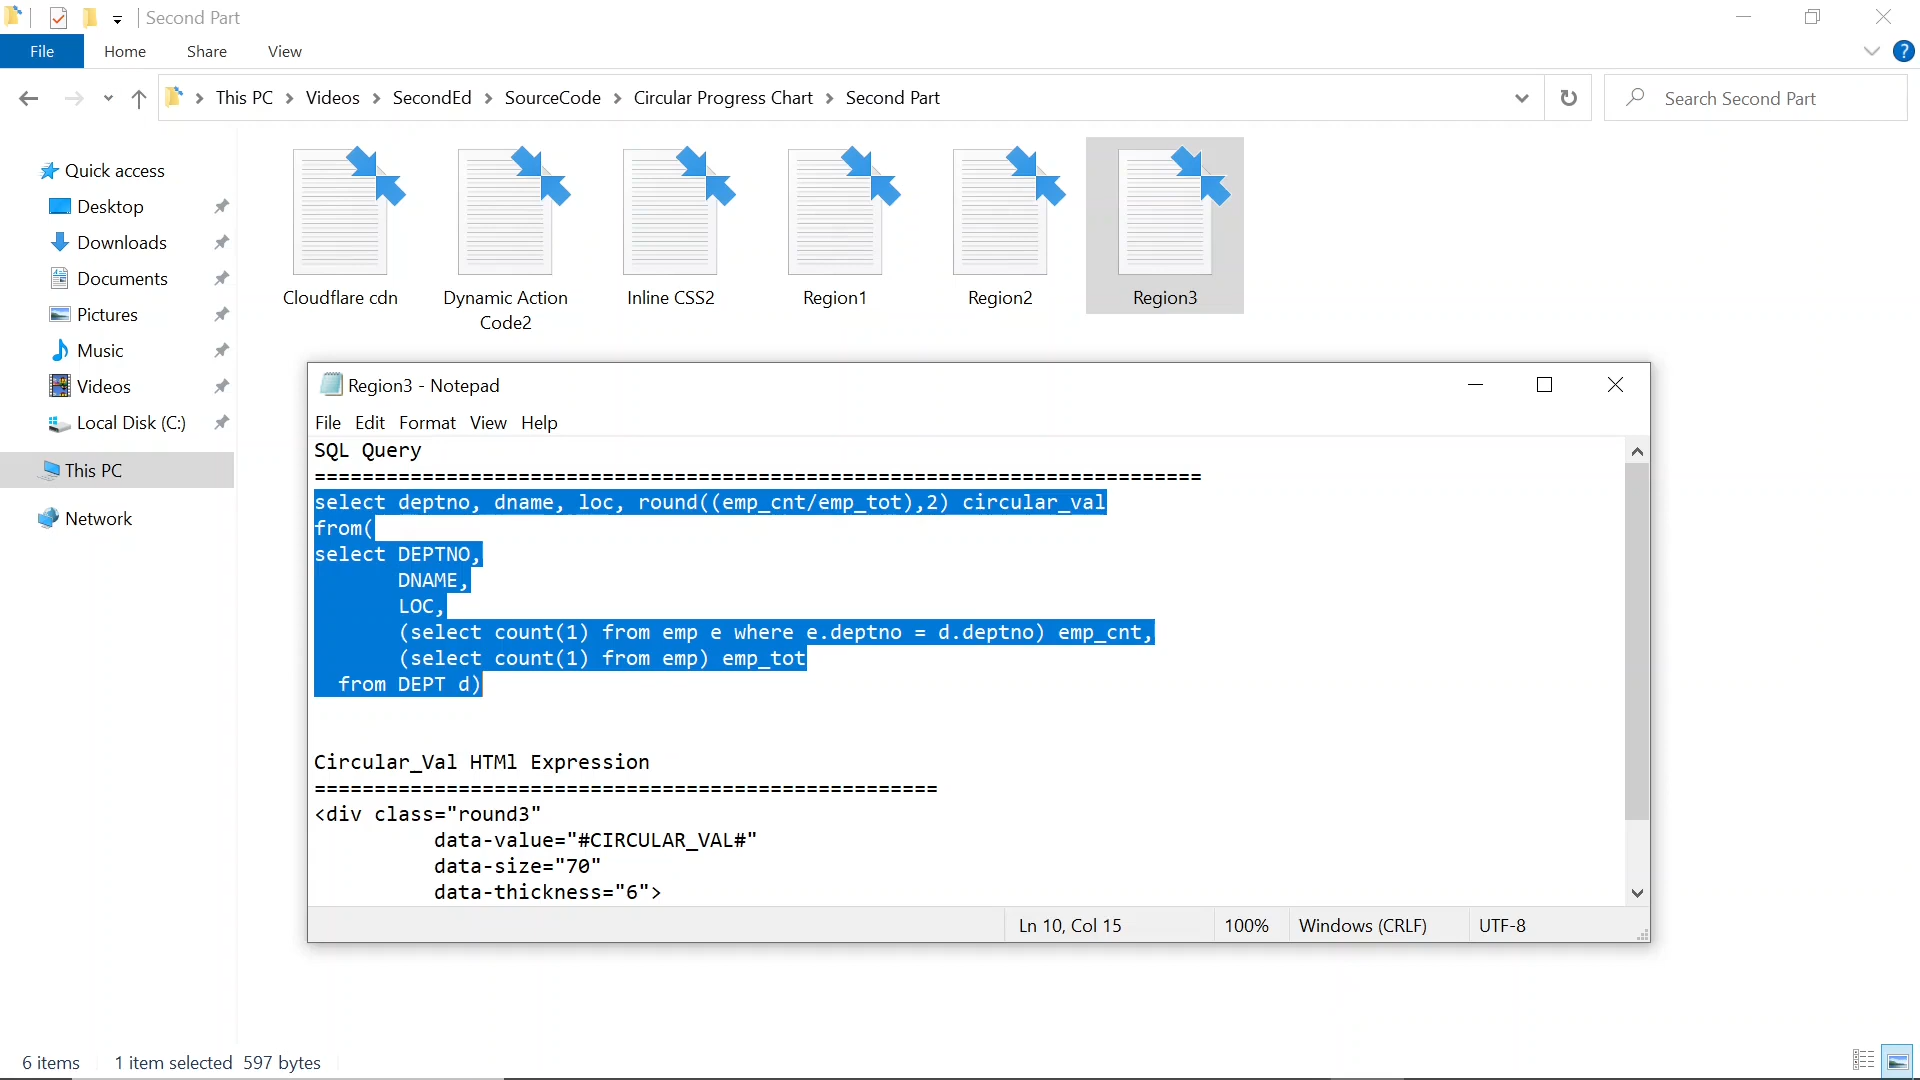 Second Part
File Home Share View
This PC Videos SecondEd SourceCode Circular Progress Chart Second Part
Search Second Part
Quick access
Desktop
Downloads
Documents
Pictures
Music
Videos
Local Disk (C:)
This PC
Network
Cloudflare cdn
Dynamic Action
Code2
Inline CSS2
Region1
Region2
Region3
Region3 - Notepad
File Edit Format View Help
SQL Query
==========================================================================
select deptno, dname, loc, round((emp_cnt/emp_tot),2) circular_val
from(
select DEPTNO,
       DNAME,
       LOC,
       (select count(1) from emp e where e.deptno = d.deptno) emp_cnt,
       (select count(1) from emp) emp_tot
  from DEPT d)
Circular_Val HTMl Expression
====================================================
<div class="round3"
          data-value="#CIRCULAR_VAL#"
          data-size="70"
          data-thickness="6">
Ln 10, Col 15 100% Windows (CRLF) UTF-8
6 items 1 item selected 597 bytes